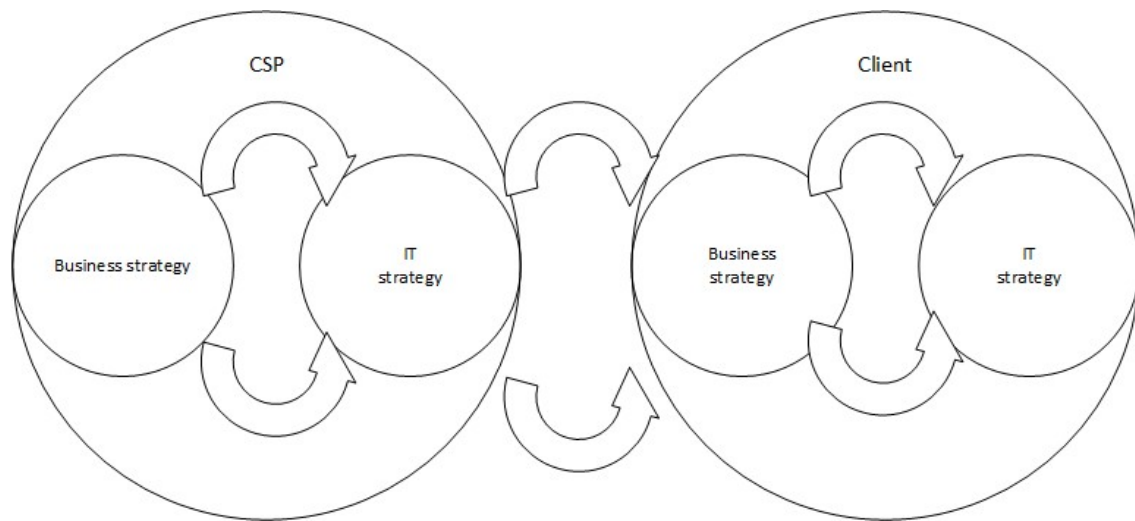 CSP
Client
Business strategy
IT
strategy
Business
strategy
IT
strategy